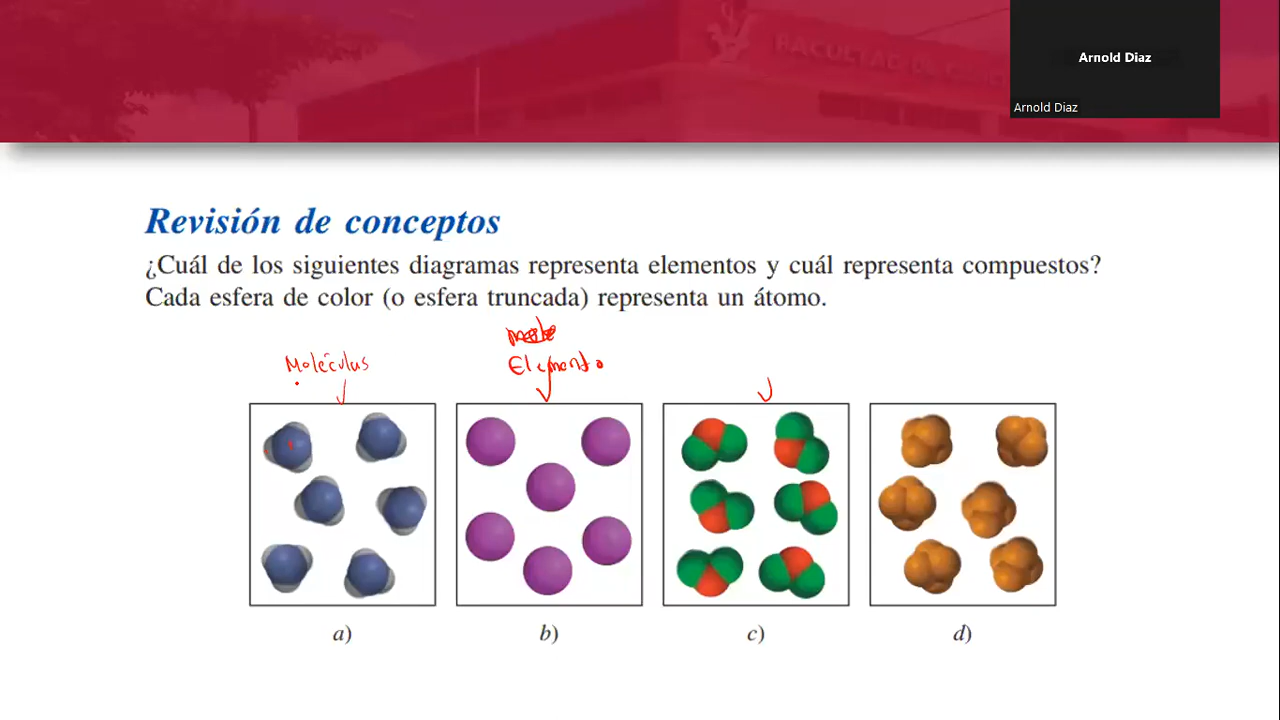 Arnold Diaz
Arnold Diaz
Revisión de conceptos
¿Cuál de los siguientes diagramas representa elementos y cuál representa compuestos?
Cada esfera de color (o esfera truncada) representa un átomo.
Moléculas
Elemento
a)
b)
c)
d)